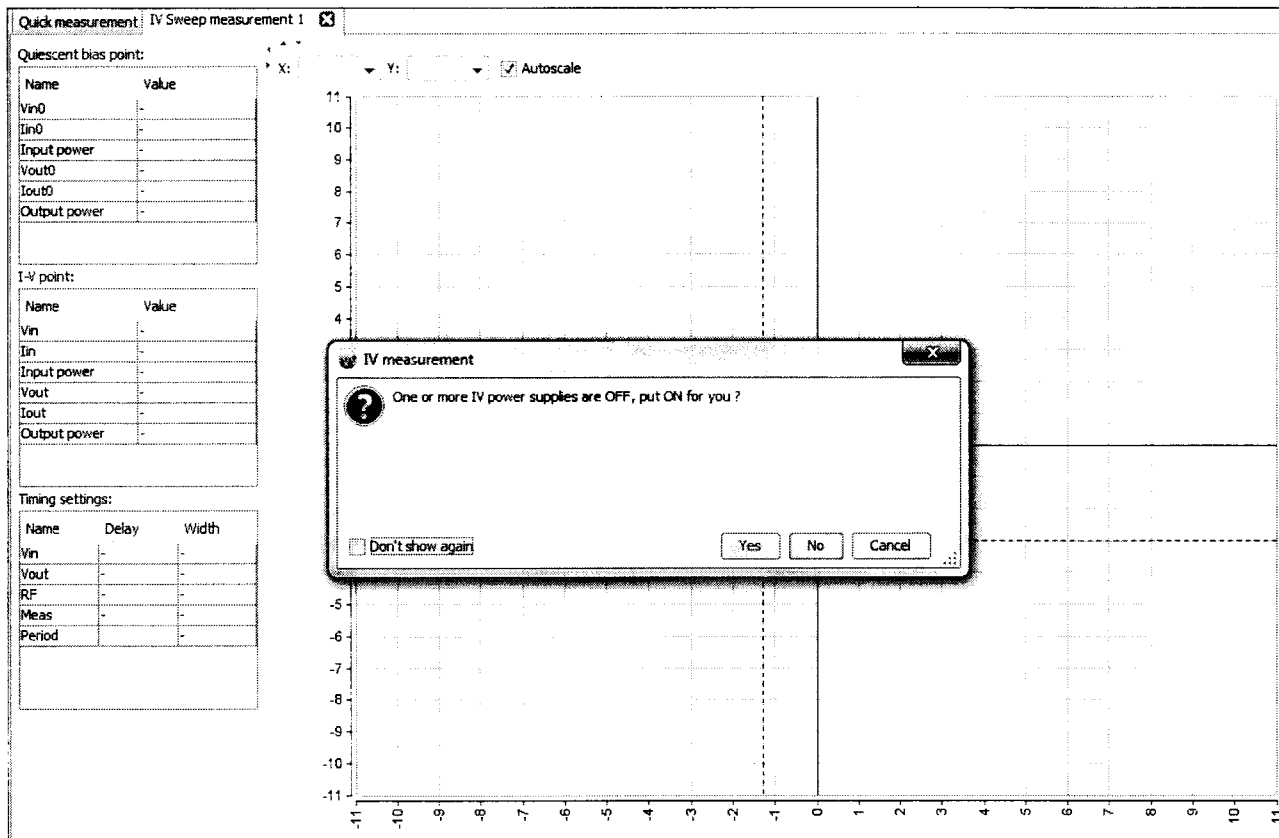 Quick measurement IV Sweep measurement 1
Quiescent bias point:
X: Y: Autoscale
Name Value
Vin0 -
Iin0 -
Input power -
Vout0 -
Iout0 -
Output power -
I-V point:
Name Value
Vin -
Iin -
Input power -
Vout -
Iout -
Output power -
Timing settings:
Name Delay Width
Vin - -
Vout - -
RF - -
Meas - -
Period -
11
10
9
8
7
6
5
4
-5
-6
-7
-8
-9
-10
-11
-11 -10 -9 -8 -7 -6 -5 -4 -3 -2 -1 0 1 2 3 4 5 6 7 8 9 10 11
IV measurement
One or more IV power supplies are OFF, put ON for you ?
Don't show again Yes No Cancel